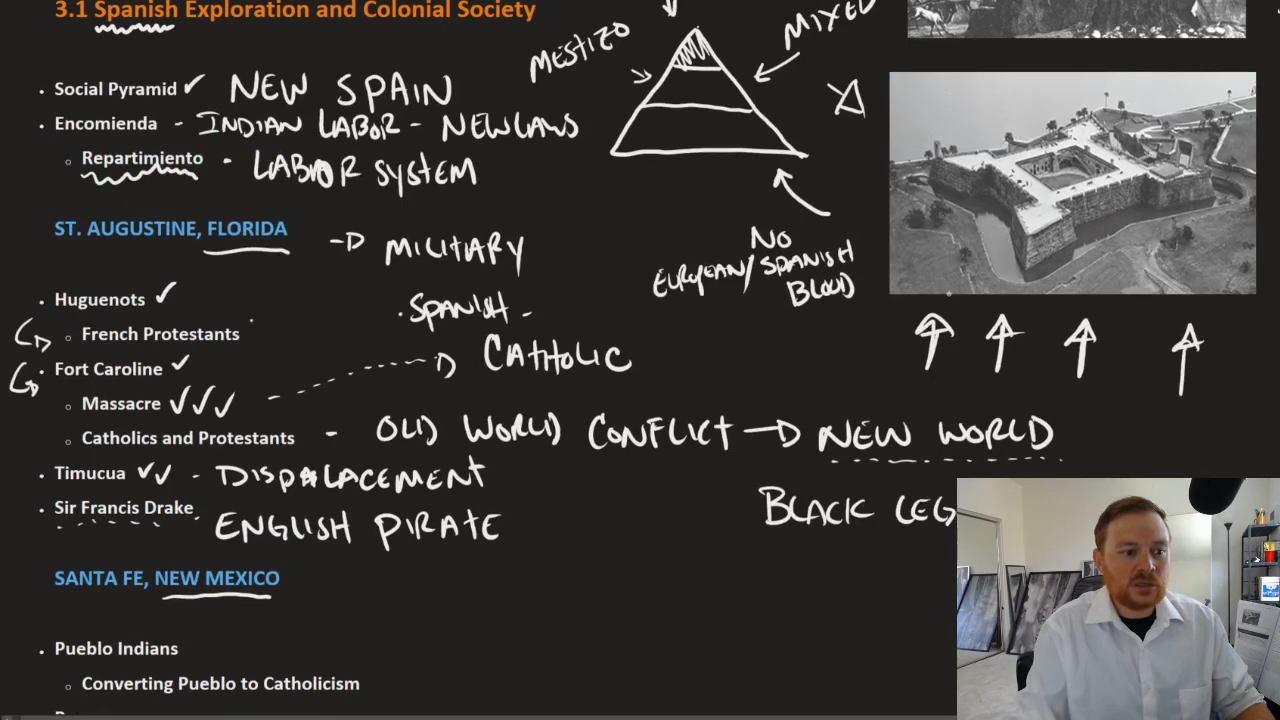 3.1 Spanish Exploration and Colonial Society
MESTIZO
MIXED
Social Pyramid ✓ NEW SPAIN
Encomienda - INDIAN LABOR - NEW LAWS
Repartimiento - LABOR SYSTEM
ST. AUGUSTINE, FLORIDA → MILITARY
NO
EUROPEAN/SPANISH
BLOOD
Huguenots ✓
· SPANISH -
French Protestants
CATHOLIC
Fort Caroline ✓
Massacre ✓✓✓
Catholics and Protestants - OLD WORLD CONFLICT → NEW WORLD
Timucua ✓✓ - DISPLACEMENT
Sir Francis Drake - ENGLISH PIRATE
BLACK LEG
SANTA FE, NEW MEXICO
Pueblo Indians
Converting Pueblo to Catholicism